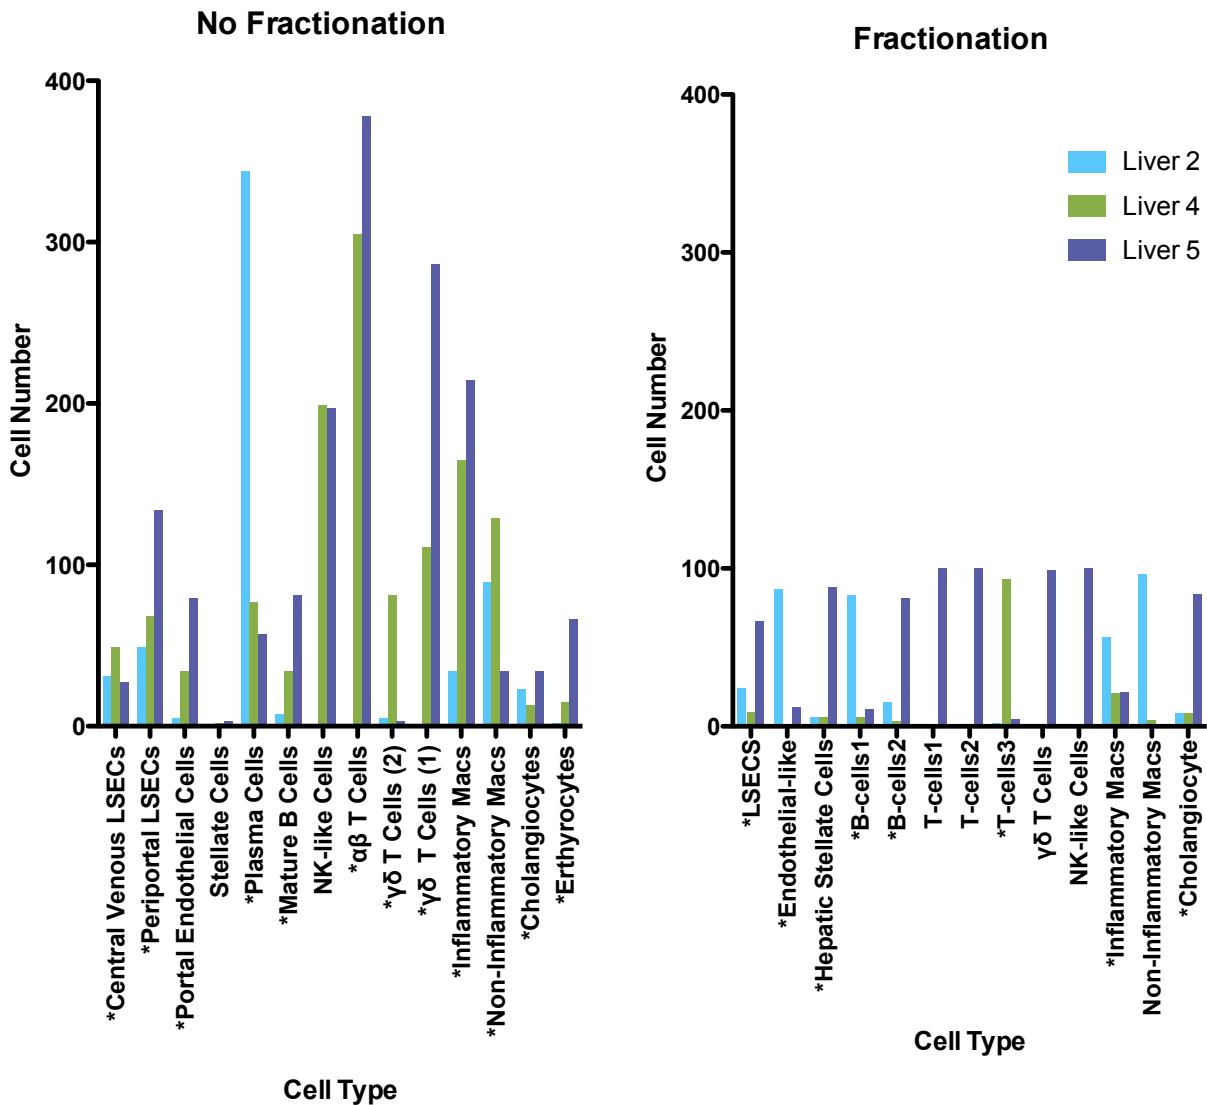 No Fractionation
400
300
200
100
0
Cell Number
*Central Venous LSECs
*Periportal LSECs
*Portal Endothelial Cells
Stellate Cells
*Plasma Cells
*Mature B Cells
NK-like Cells
*αβ T Cells
*γδ T Cells (2)
*γδ T Cells (1)
*Inflammatory Macs
*Non-Inflammatory Macs
*Cholangiocytes
*Erthyrocytes
Cell Type
Fractionation
400
300
200
100
0
Cell Number
Liver 2
Liver 4
Liver 5
*LSECS
*Endothelial-like
*Hepatic Stellate Cells
*B-cells1
*B-cells2
T-cells1
T-cells2
*T-cells3
γδ T Cells
NK-like Cells
*Inflammatory Macs
Non-Inflammatory Macs
*Cholangiocyte
Cell Type